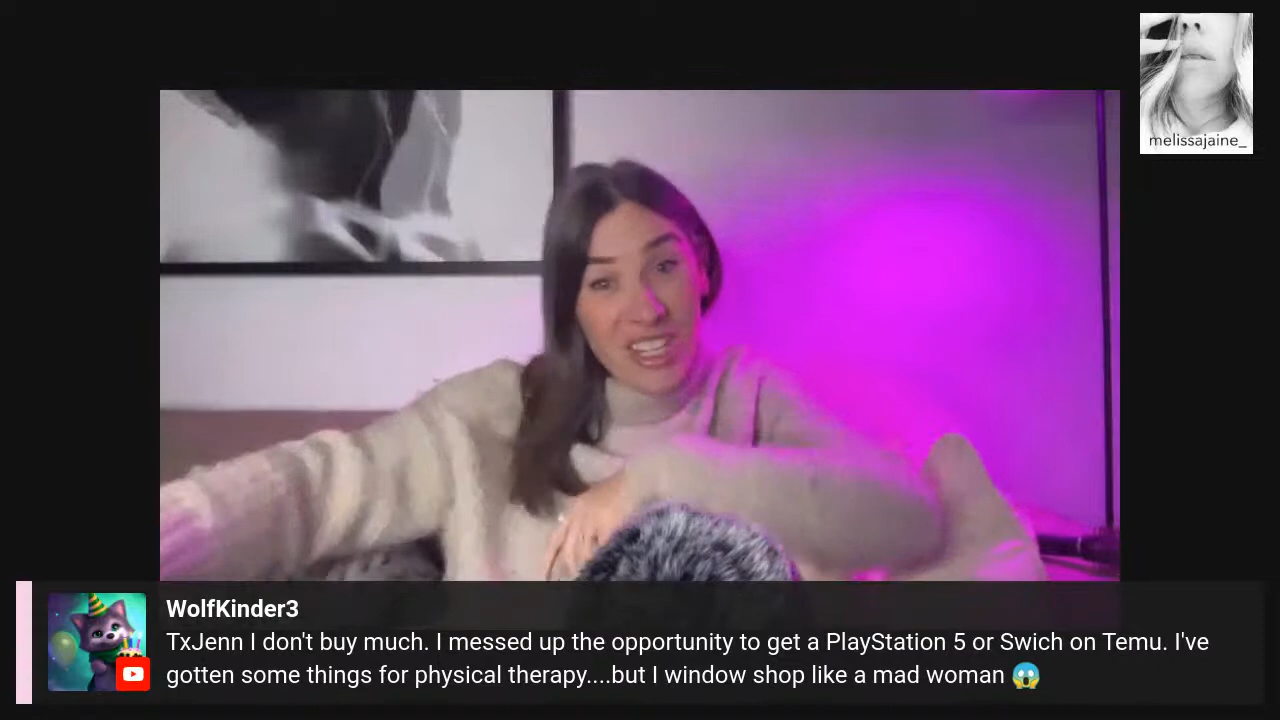 melissajaine_
WolfKinder3
TxJenn I don't buy much. I messed up the opportunity to get a PlayStation 5 or Swich on Temu. I've
gotten some things for physical therapy....but I window shop like a mad woman 😱